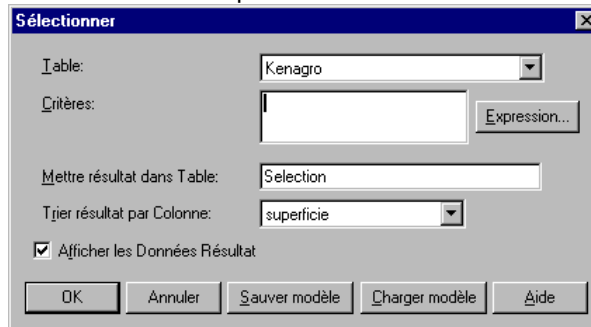 Sélectionner
Table: Kenagro
Critères:
Expression...
Mettre résultat dans Table: Selection
Trier résultat par Colonne: superficie
Afficher les Données Résultat
OK Annuler Sauver modèle Charger modèle Aide